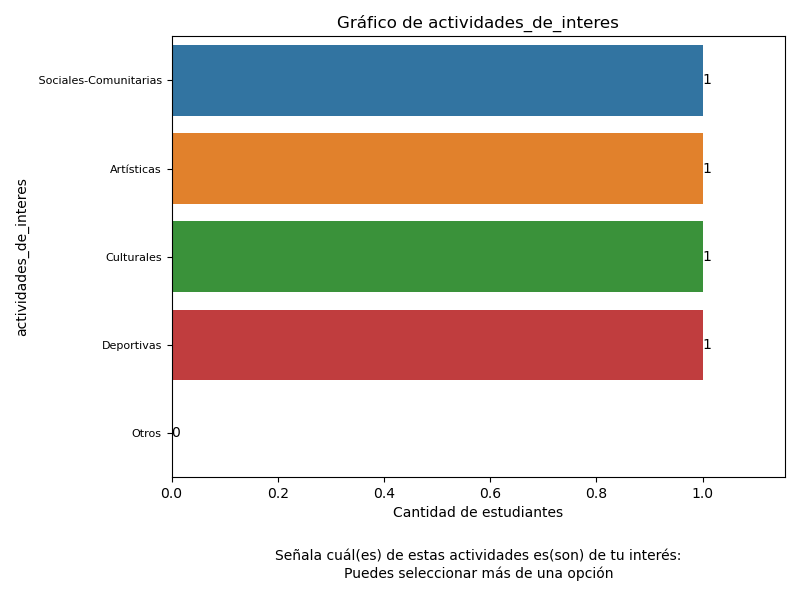 Gráfico de actividades_de_interes
actividades_de_interes
Sociales-Comunitarias 1
Artísticas 1
Culturales 1
Deportivas 1
Otros 0
0.0 0.2 0.4 0.6 0.8 1.0
Cantidad de estudiantes
Señala cuál(es) de estas actividades es(son) de tu interés:
Puedes seleccionar más de una opción